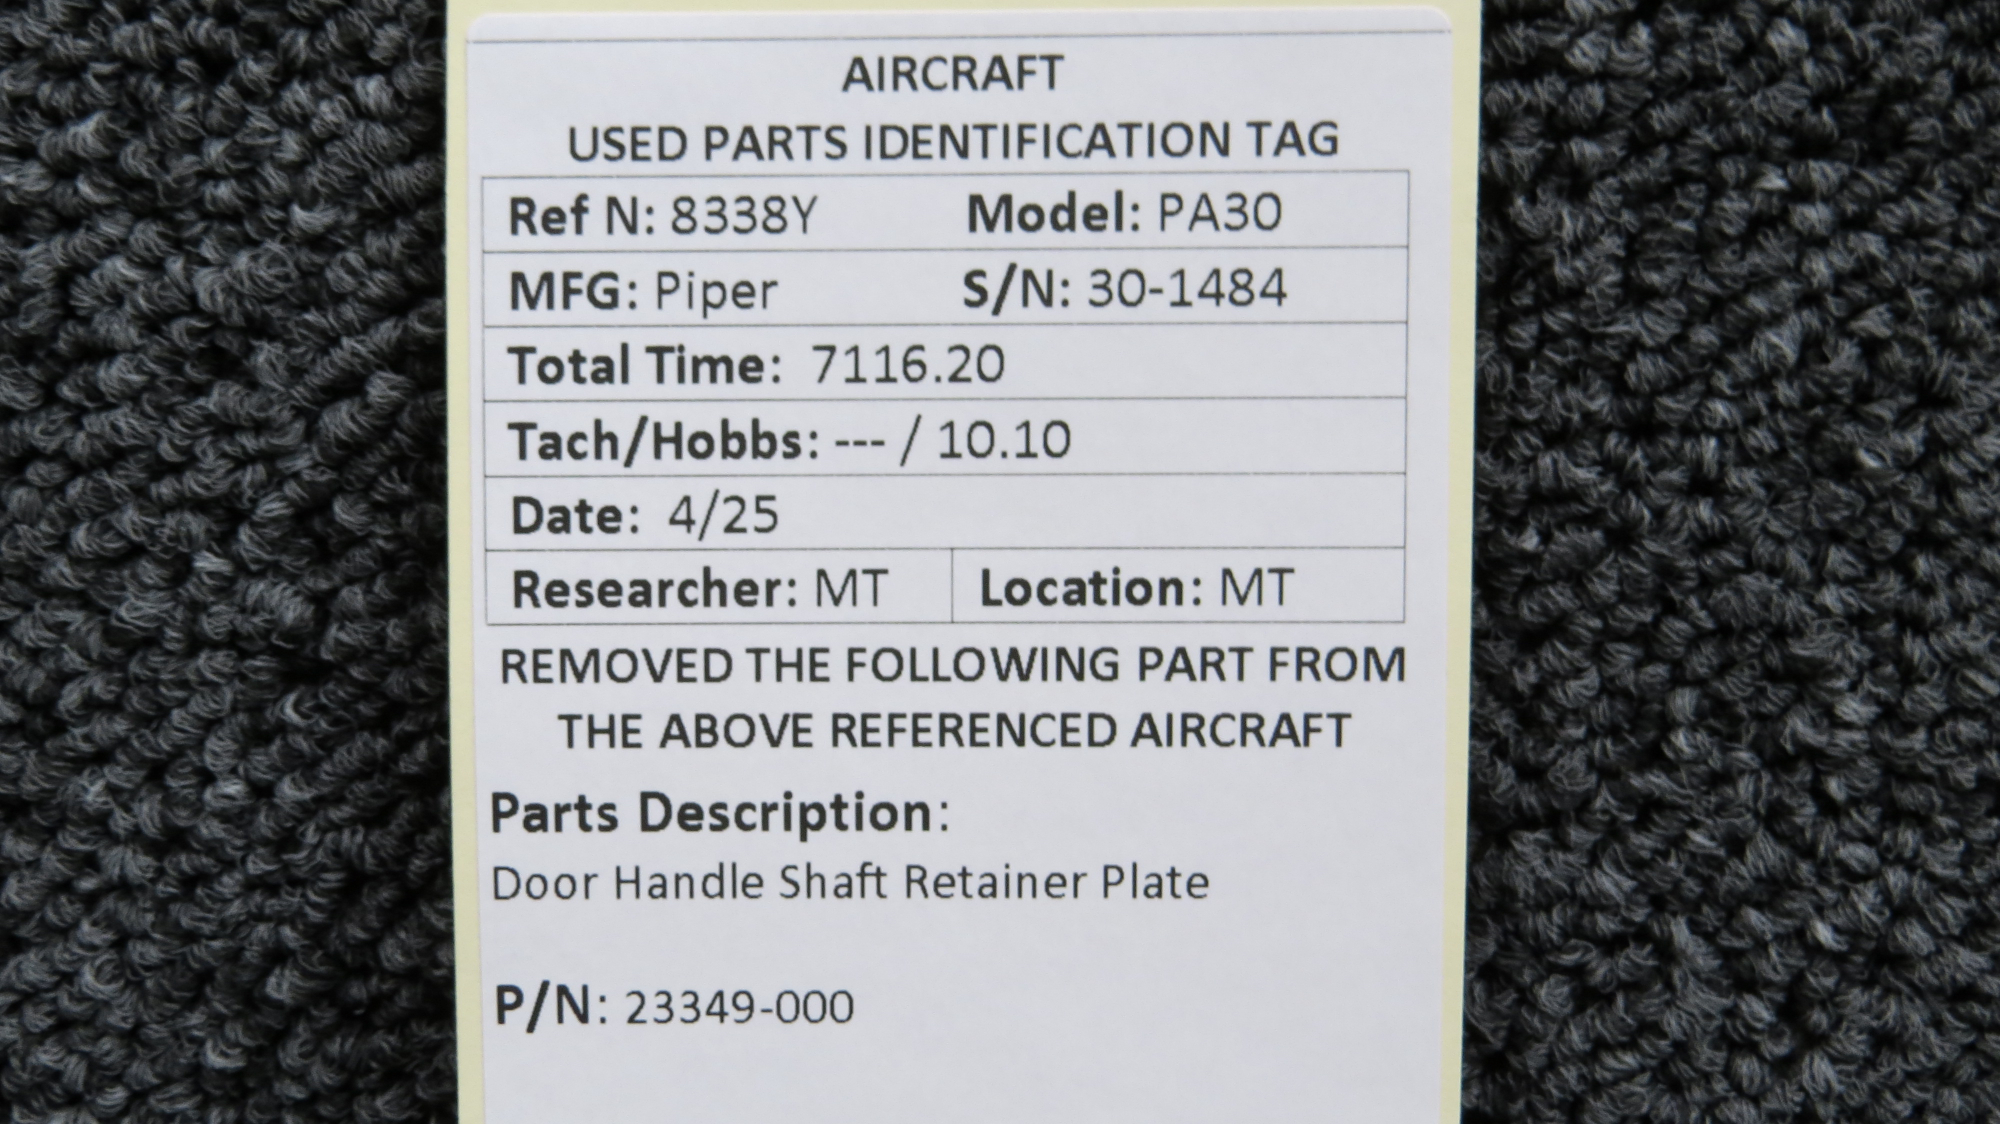 AIRCRAFT
USED PARTS IDENTIFICATION TAG
Ref N: 8338Y Model: PA30
MFG: Piper S/N: 30-1484
Total Time: 7116.20
Tach/Hobbs: --- / 10.10
Date: 4/25
Researcher: MT Location: MT
REMOVED THE FOLLOWING PART FROM
THE ABOVE REFERENCED AIRCRAFT
Parts Description:
Door Handle Shaft Retainer Plate
P/N: 23349-000